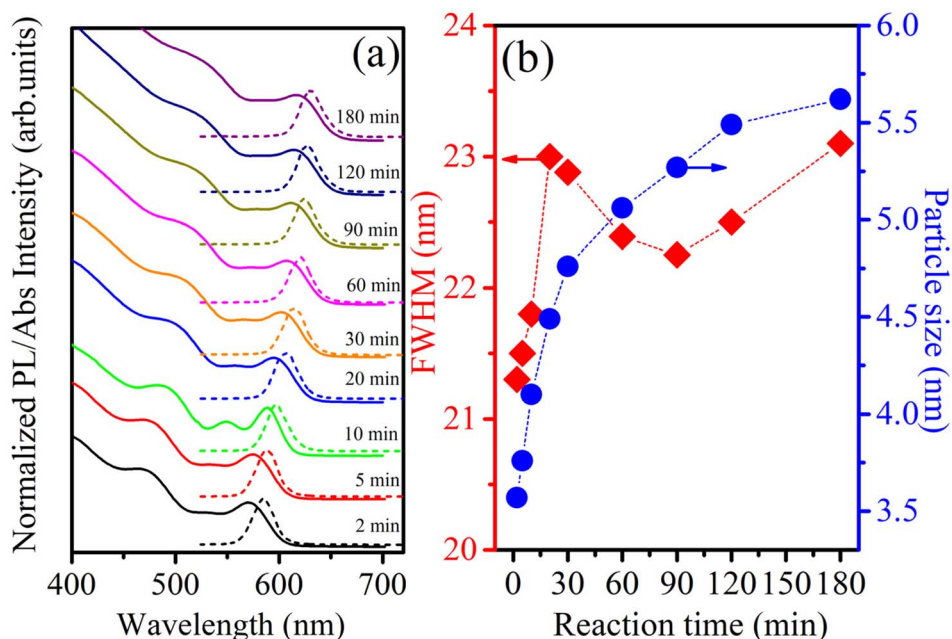 (a)
Normalized PL/Abs Intensity (arb.units)
180 min
120 min
90 min
60 min
30 min
20 min
10 min
5 min
2 min
400 500 600 700
Wavelength (nm)
(b)
FWHM (nm)
24
23
22
21
20
Particle size (nm)
6.0
5.5
5.0
4.5
4.0
3.5
0 30 60 90 120 150 180
Reaction time (min)